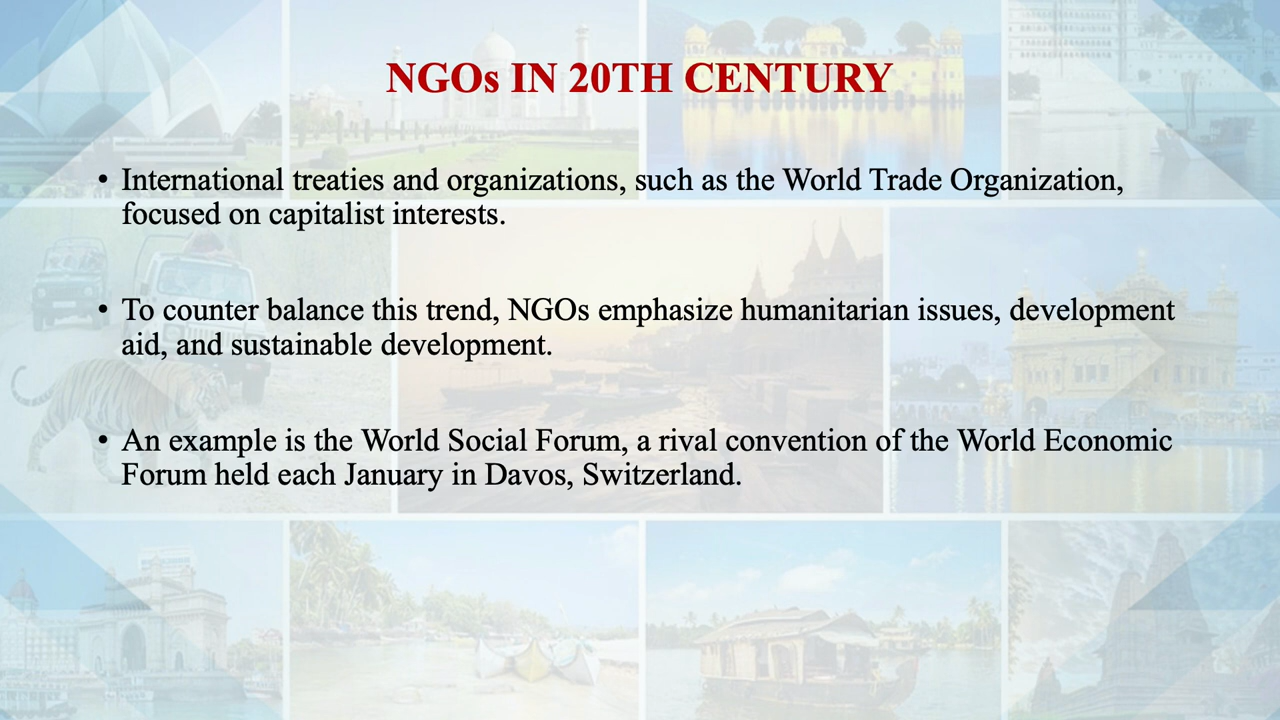 NGOs IN 20TH CENTURY
• International treaties and organizations, such as the World Trade Organization,
focused on capitalist interests.
• To counter balance this trend, NGOs emphasize humanitarian issues, development
aid, and sustainable development.
• An example is the World Social Forum, a rival convention of the World Economic
Forum held each January in Davos, Switzerland.